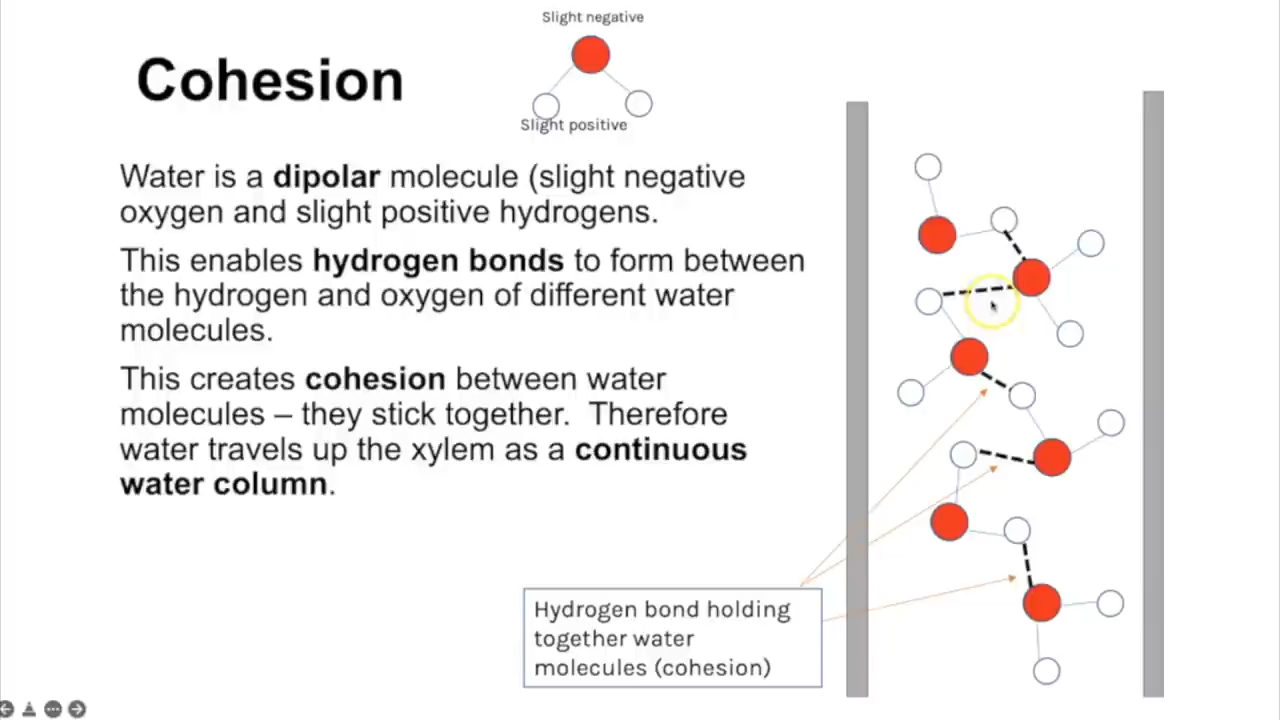 Slight negative
Cohesion
Slight positive
Water is a dipolar molecule (slight negative
oxygen and slight positive hydrogens.
This enables hydrogen bonds to form between
the hydrogen and oxygen of different water
molecules.
This creates cohesion between water
molecules – they stick together.  Therefore
water travels up the xylem as a continuous
water column.
Hydrogen bond holding
together water
molecules (cohesion)